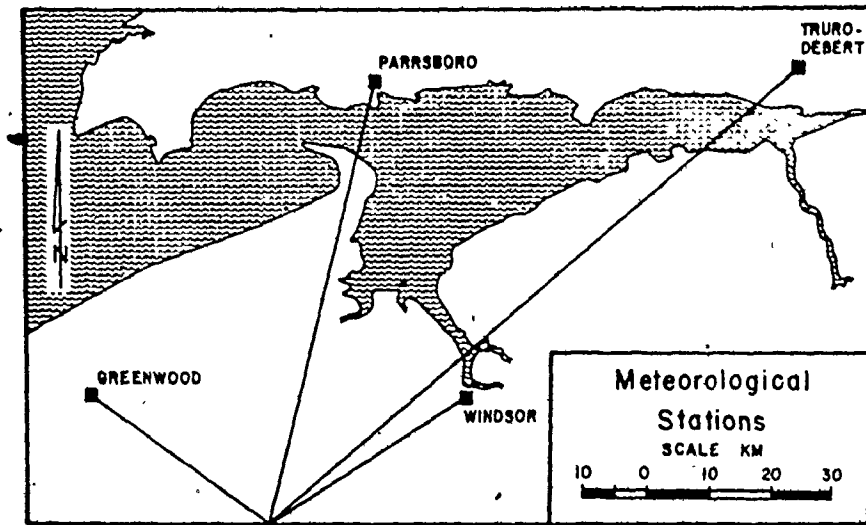 TRURO-
DEBERT
PARRSBORO
N
GREENWOOD
WINDSOR
Meteorological
Stations
SCALE KM
10 0 10 20 30